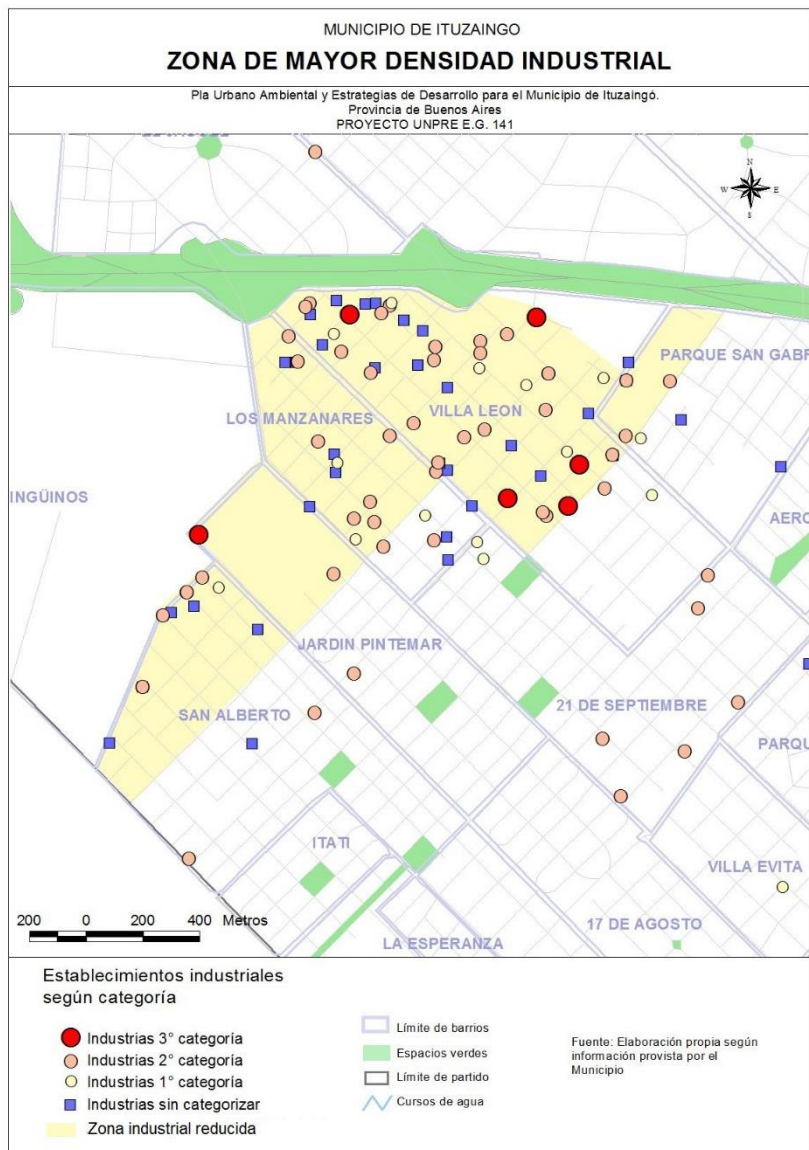 MUNICIPIO DE ITUZAINGO
ZONA DE MAYOR DENSIDAD INDUSTRIAL
Pla Urbano Ambiental y Estrategias de Desarrollo para el Municipio de Ituzaingó.
Provincia de Buenos Aires
PROYECTO UNPRE E.G. 141
N
W E
S
PARQUE SAN GABR
LOS MANZANARES
VILLA LEON
INGÜINOS
AERO
JARDIN PINTEMAR
SAN ALBERTO
21 DE SEPTIEMBRE
PARQU
ITATI
VILLA EVITA
17 DE AGOSTO
LA ESPERANZA
200 0 200 400 Metros
Establecimientos industriales
según categoría
Industrias 3° categoría
Industrias 2° categoría
Industrias 1° categoría
Industrias sin categorizar
Zona industrial reducida
Límite de barrios
Espacios verdes
Límite de partido
Cursos de agua
Fuente: Elaboración propia según
información provista por el
Municipio